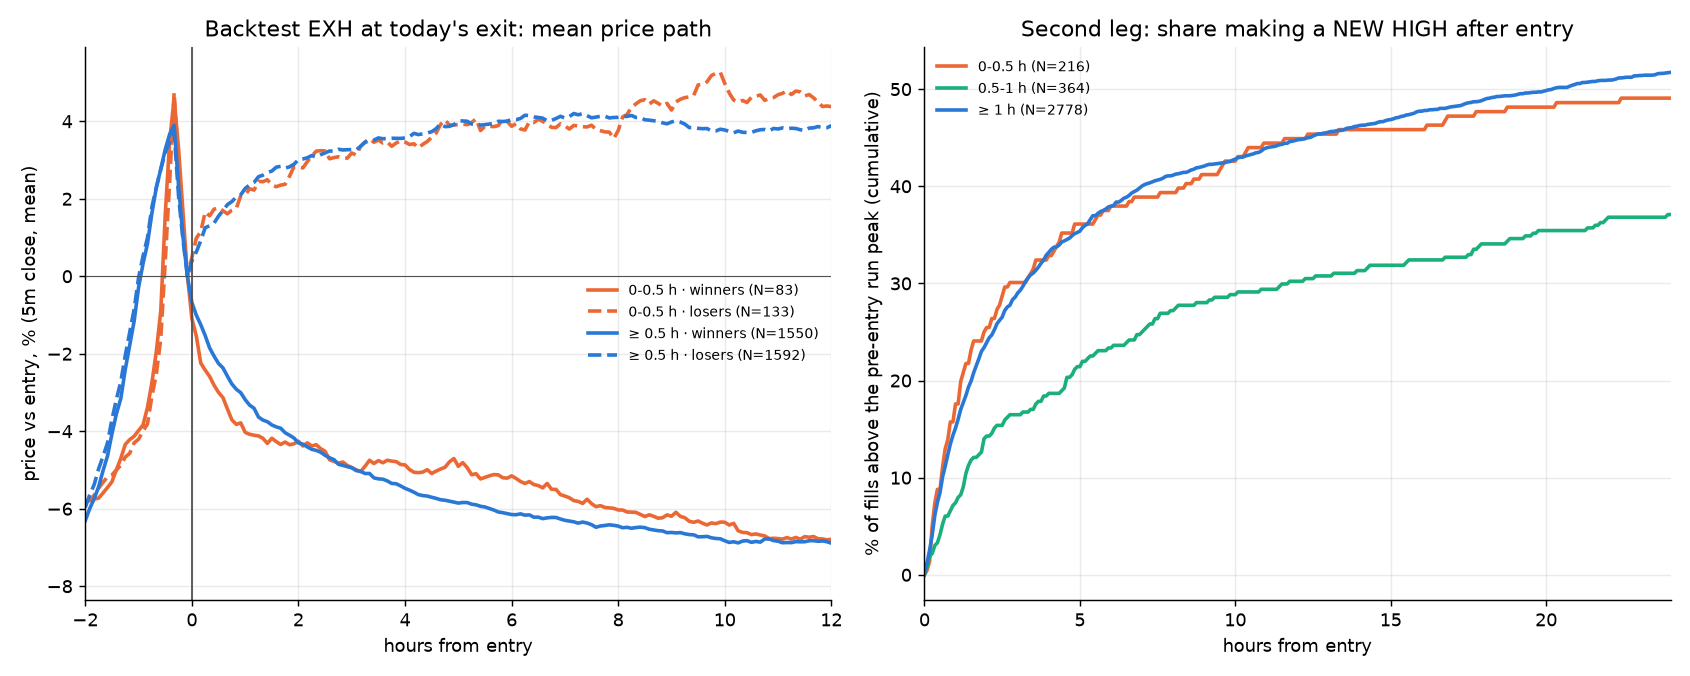 Backtest EXH at today's exit: mean price path
price vs entry, % (5m close, mean)
4
2
0
−2
−4
−6
−8
0-0.5 h · winners (N=83)
0-0.5 h · losers (N=133)
≥ 0.5 h · winners (N=1550)
≥ 0.5 h · losers (N=1592)
−2 0 2 4 6 8 10 12
hours from entry
Second leg: share making a NEW HIGH after entry
% of fills above the pre-entry run peak (cumulative)
0-0.5 h (N=216)
0.5-1 h (N=364)
≥ 1 h (N=2778)
50
40
30
20
10
0
0 5 10 15 20
hours from entry